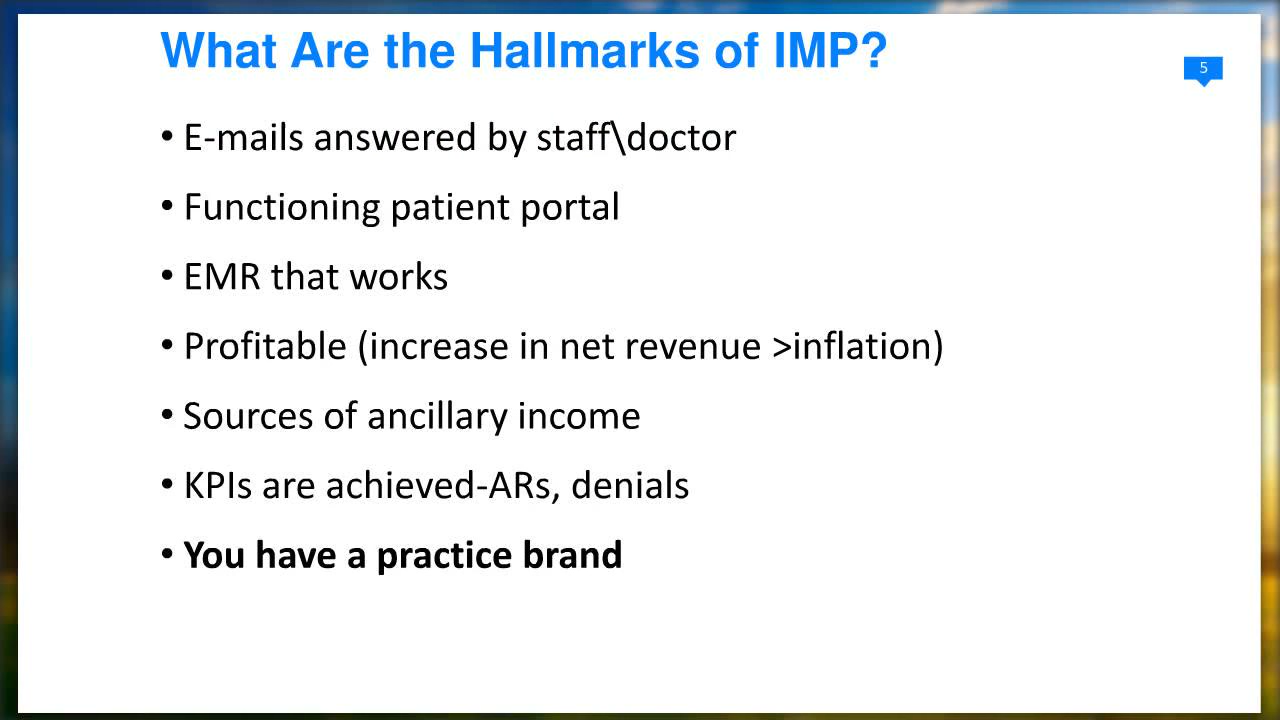 What Are the Hallmarks of IMP?
5
• E-mails answered by staff\doctor
• Functioning patient portal
• EMR that works
• Profitable (increase in net revenue >inflation)
• Sources of ancillary income
• KPIs are achieved-ARs, denials
• You have a practice brand